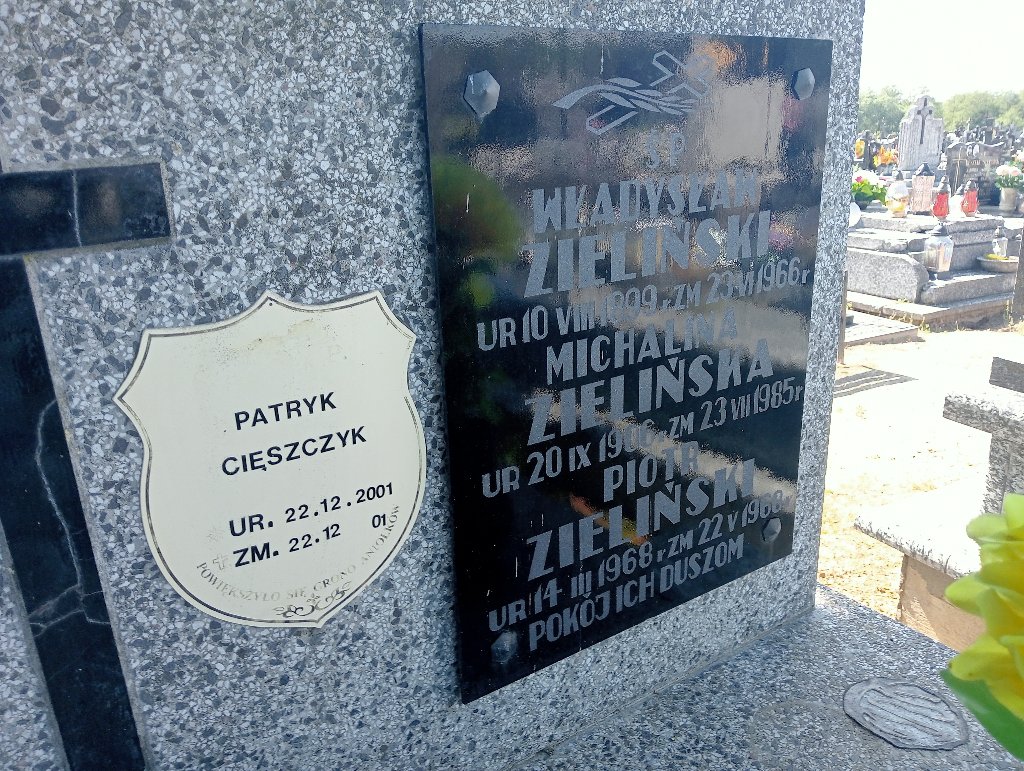 PATRYK
CIĘSZCZYK
UR. 22.12.2001
ZM. 22.12 01
POWIĘKSZYŁO SIĘ GRONO ANIOŁKÓW
Ś P
WŁADYSŁAW
ZIELIŃSKI
UR 10 VIII 1899 r ZM 23 VI 1966 r
MICHALINA
ZIELIŃSKA
UR 20 IX ZM 23 VII 1985 r
PIOTR
ZIELIŃSKI
UR 14 III 1968 r ZM 22 V 1968 r
POKÓJ ICH DUSZOM